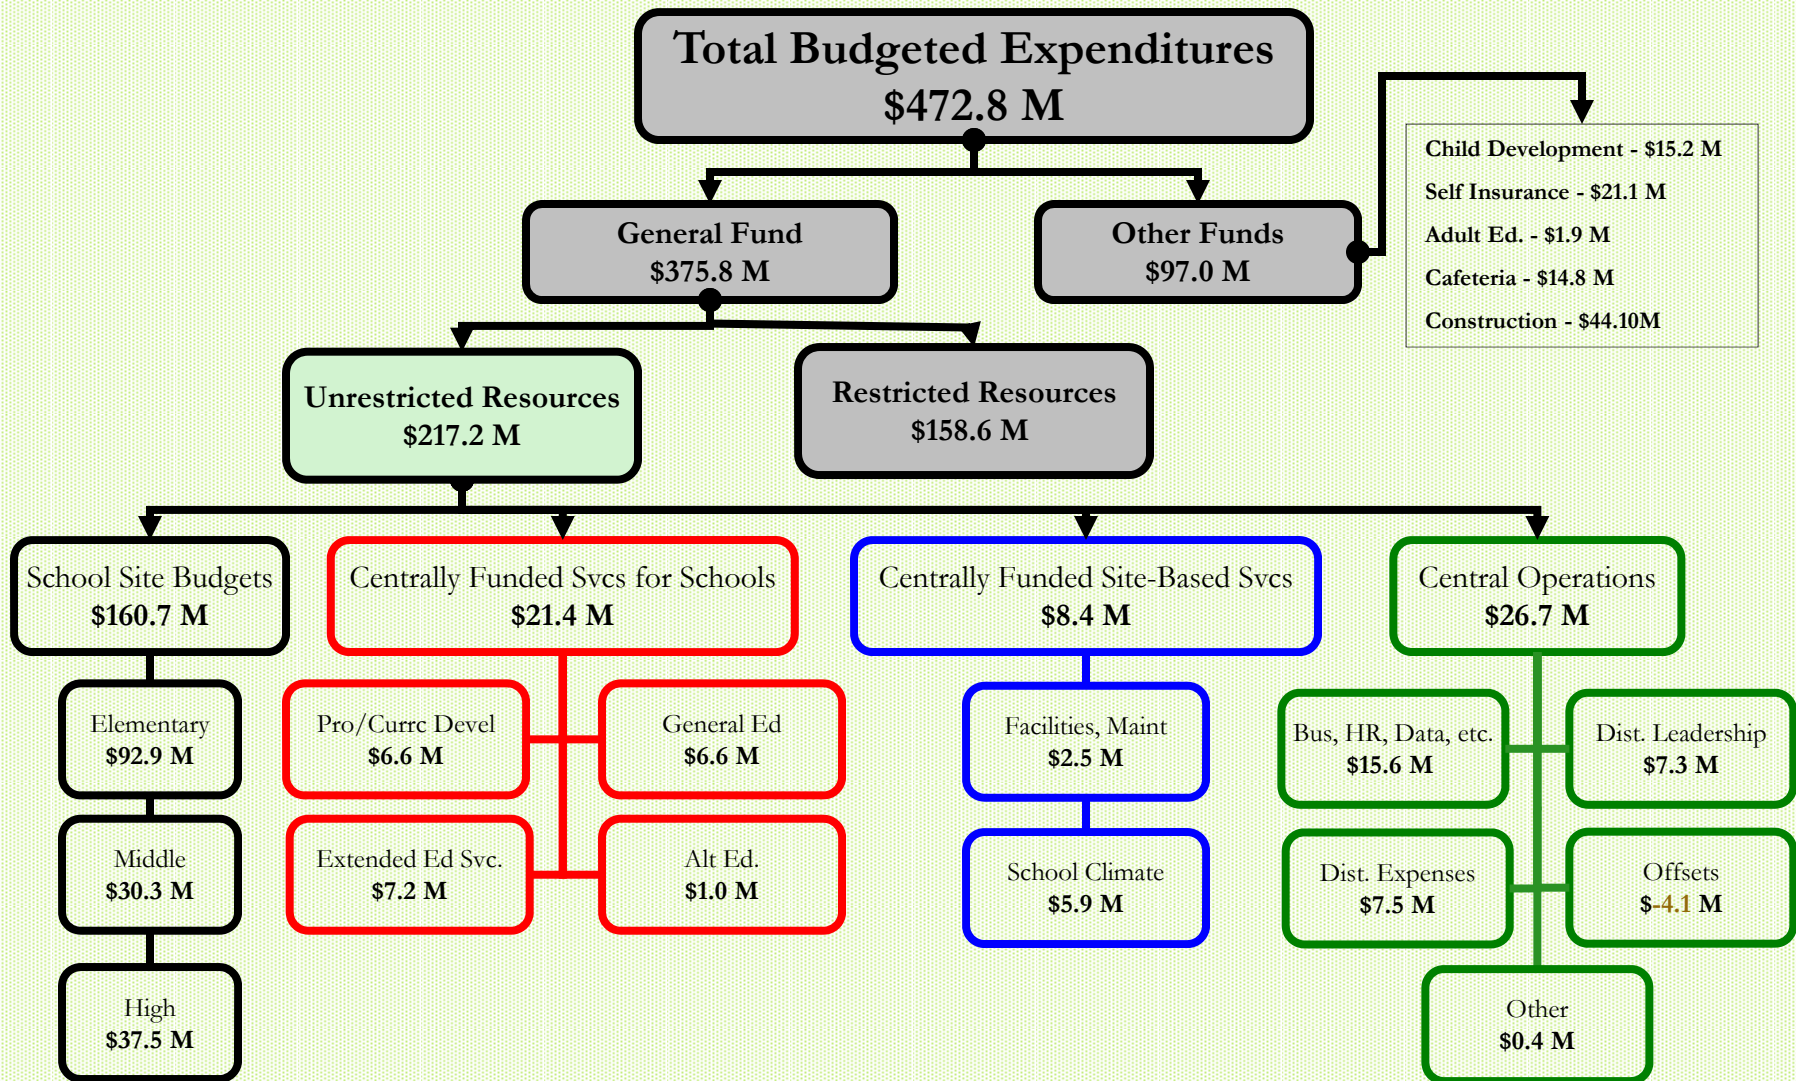 Total Budgeted Expenditures
$472.8 M
Child Development - $15.2 M
Self Insurance - $21.1 M
Adult Ed. - $1.9 M
Cafeteria - $14.8 M
Construction - $44.10M
General Fund
$375.8 M
Other Funds
$97.0 M
Unrestricted Resources
$217.2 M
Restricted Resources
$158.6 M
School Site Budgets
$160.7 M
Centrally Funded Svcs for Schools
$21.4 M
Centrally Funded Site-Based Svcs
$8.4 M
Central Operations
$26.7 M
Elementary
$92.9 M
Middle
$30.3 M
High
$37.5 M
Pro/Currc Devel
$6.6 M
General Ed
$6.6 M
Extended Ed Svc.
$7.2 M
Alt Ed.
$1.0 M
Facilities, Maint
$2.5 M
School Climate
$5.9 M
Bus, HR, Data, etc.
$15.6 M
Dist. Leadership
$7.3 M
Dist. Expenses
$7.5 M
Offsets
$-4.1 M
Other
$0.4 M